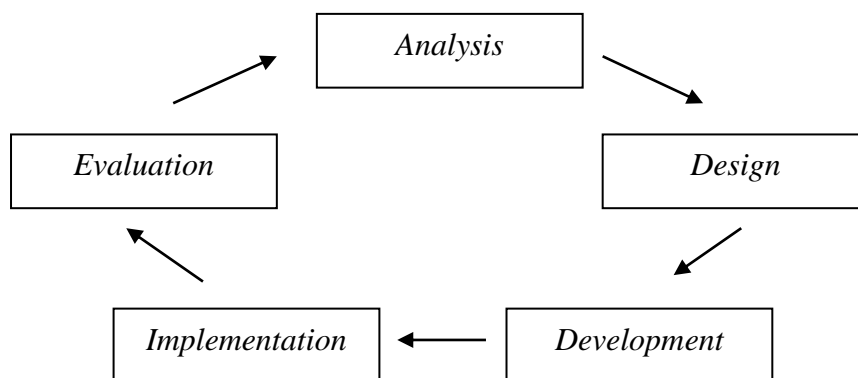 Analysis
Evaluation
Design
Implementation
Development